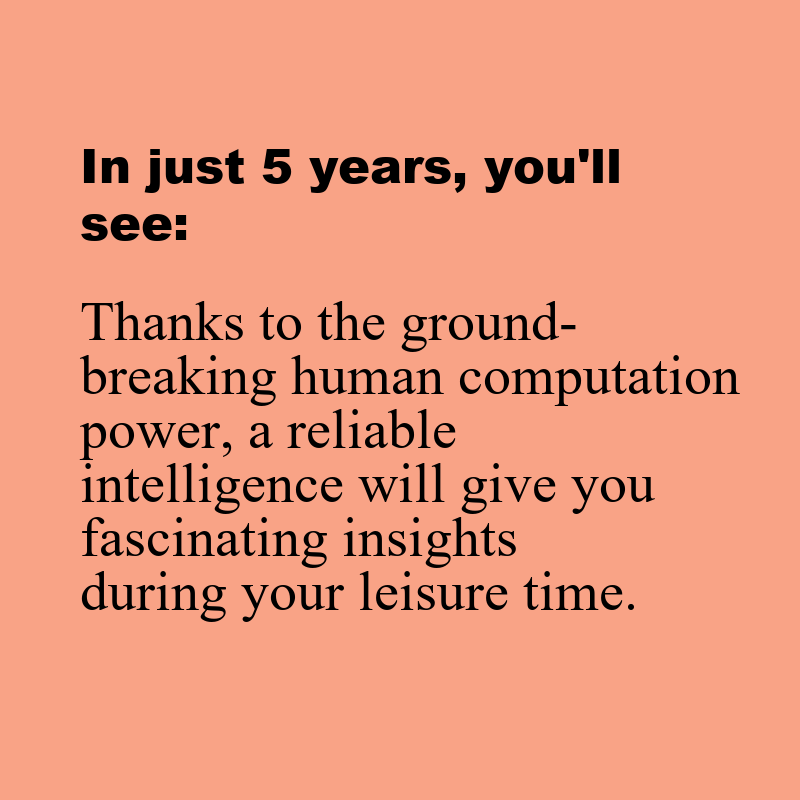 In just 5 years, you'll
see:
Thanks to the ground-
breaking human computation
power, a reliable
intelligence will give you
fascinating insights
during your leisure time.